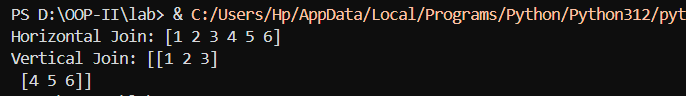 PS D:\OOP-II\lab> & C:/Users/Hp/AppData/Local/Programs/Python/Python312/pyt
Horizontal Join: [1 2 3 4 5 6]
Vertical Join: [[1 2 3]
 [4 5 6]]